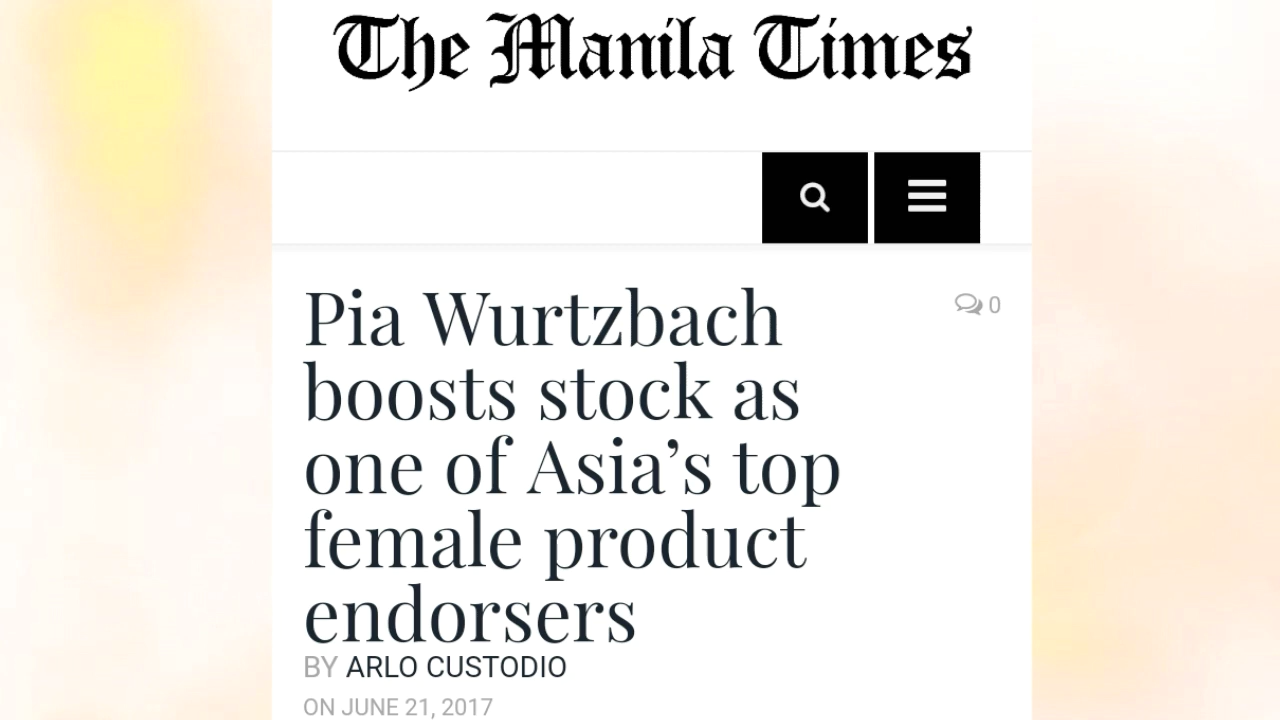 The Manila Times
Pia Wurtzbach
0
boosts stock as
one of Asia’s top
female product
endorsers
BY ARLO CUSTODIO
ON JUNE 21, 2017